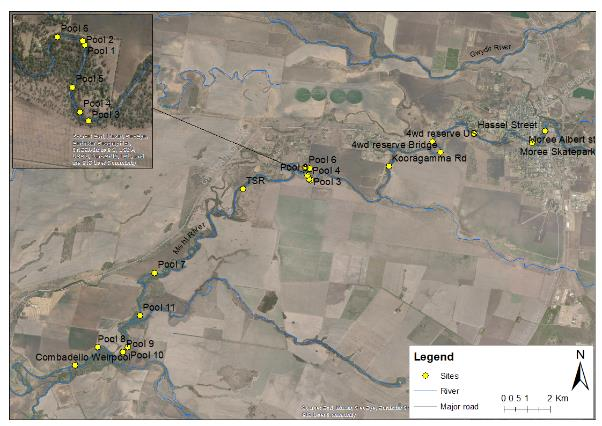 Pool 6
Pool 2
Pool 1
Pool 5
Pool 4
Pool 3
Gwydir River
Hassel Street
4wd reserve US
Moree Albert st
4wd reserve Bridge
Moree Skatepark
Kooragamma Rd
Pool 6
Pool 4
Pool 3
TSR
Mehi River
Pool 7
Pool 11
Pool 8
Pool 9
Pool 10
Combadello Weirpool
Legend
Sites
River
Major road
N
0 0.5 1 2 Km